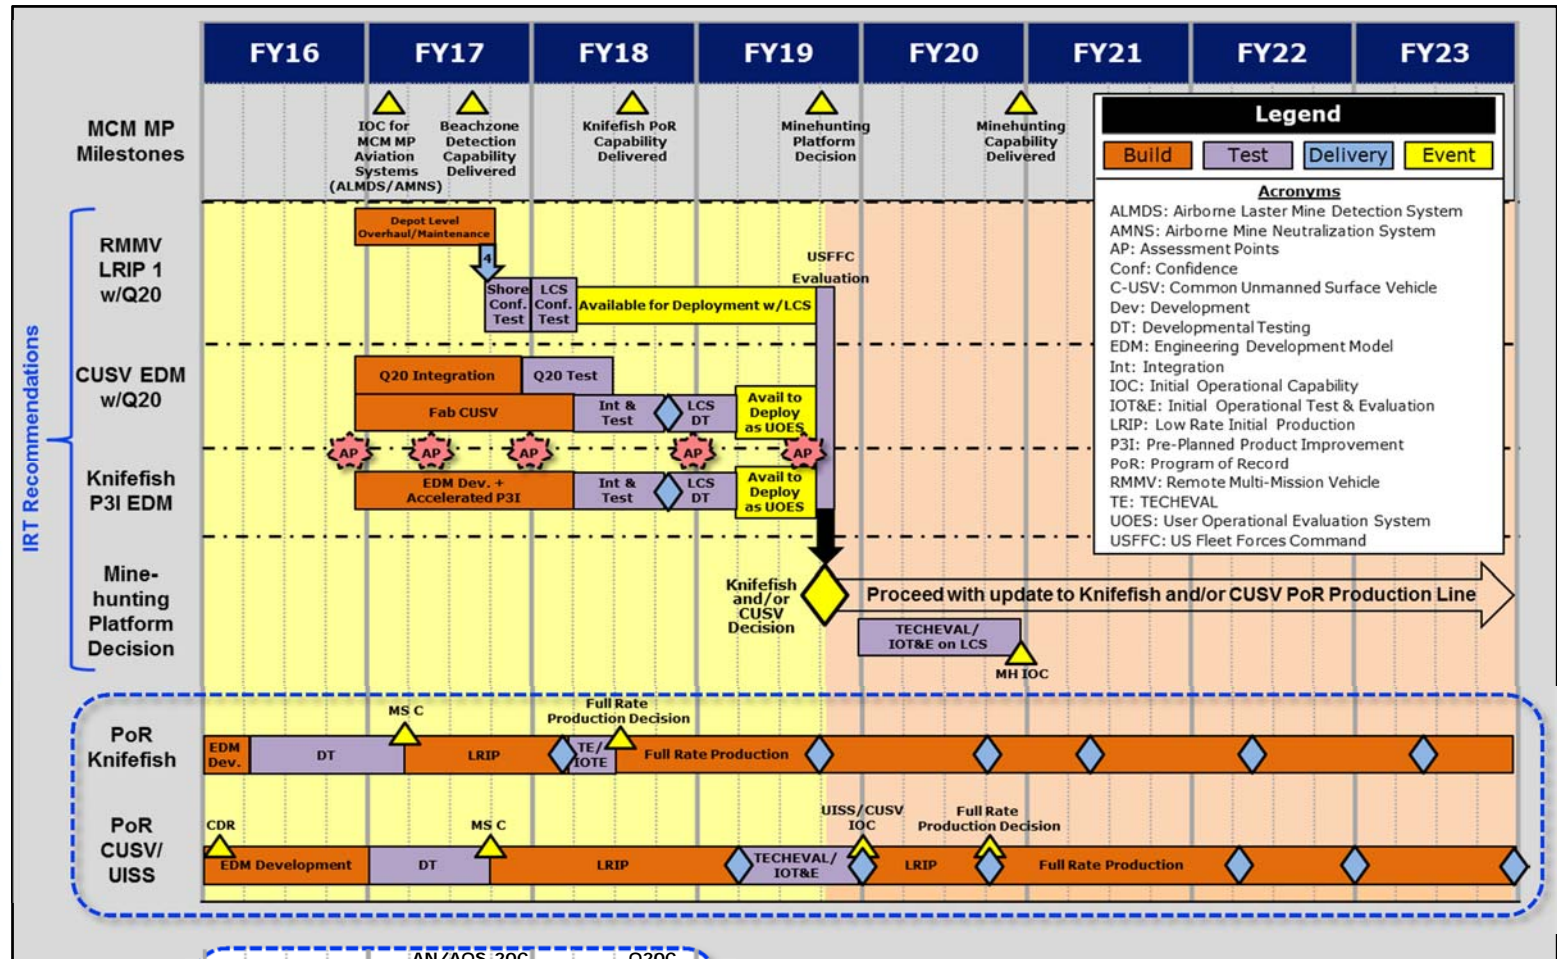 FY16 FY17 FY18 FY19 FY20 FY21 FY22 FY23
MCM MP
Milestones
IOC for
MCM MP
Aviation
Systems
(ALMDS/AMNS)
Beachzone
Detection
Capability
Delivered
Knifefish PoR
Capability
Delivered
Minehunting
Platform
Decision
Minehunting
Capability
Delivered
Legend
Build Test Delivery Event
Acronyms
ALMDS: Airborne Laster Mine Detection System
AMNS: Airborne Mine Neutralization System
AP: Assessment Points
Conf: Confidence
C-USV: Common Unmanned Surface Vehicle
Dev: Development
DT: Developmental Testing
EDM: Engineering Development Model
Int: Integration
IOC: Initial Operational Capability
IOT&E: Initial Operational Test & Evaluation
LRIP: Low Rate Initial Production
P3I: Pre-Planned Product Improvement
PoR: Program of Record
RMMV: Remote Multi-Mission Vehicle
TE: TECHEVAL
UOES: User Operational Evaluation System
USFFC: US Fleet Forces Command
IRT Recommendations
RMMV
LRIP 1
w/Q20
Depot Level
Overhaul/Maintenance
4
Shore
Conf.
Test
LCS
Conf.
Test
Available for Deployment w/LCS
USFFC
Evaluation
CUSV EDM
w/Q20
Q20 Integration
Q20 Test
Fab CUSV
Int &
Test
LCS
DT
Avail to
Deploy
as UOES
AP AP AP AP AP
Knifefish
P3I EDM
EDM Dev. +
Accelerated P3I
Int &
Test
LCS
DT
Avail to
Deploy
as UOES
Mine-
hunting
Platform
Decision
Knifefish
and/or
CUSV
Decision
Proceed with update to Knifefish and/or CUSV PoR Production Line
TECHEVAL/
IOT&E on LCS
MH IOC
PoR
Knifefish
MS C
Full Rate
Production Decision
EDM
Dev.
DT
LRIP
TE/
IOTE
Full Rate Production
PoR
CUSV/
UISS
CDR
MS C
UISS/CUSV
IOC
Full Rate
Production Decision
EDM Development
DT
LRIP
TECHEVAL/
IOT&E
LRIP
Full Rate Production